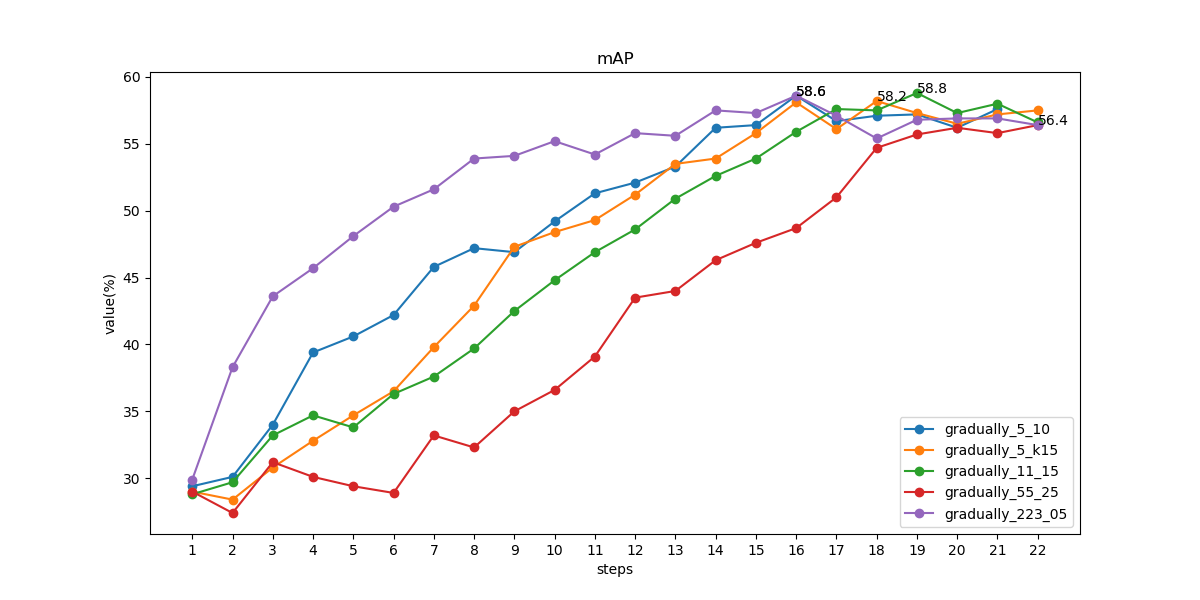 mAP
60
55
50
45
40
35
30
value(%)
58.6
58.6
58.2
58.8
56.4
gradually_5_10
gradually_5_k15
gradually_11_15
gradually_55_25
gradually_223_05
1 2 3 4 5 6 7 8 9 10 11 12 13 14 15 16 17 18 19 20 21 22
steps